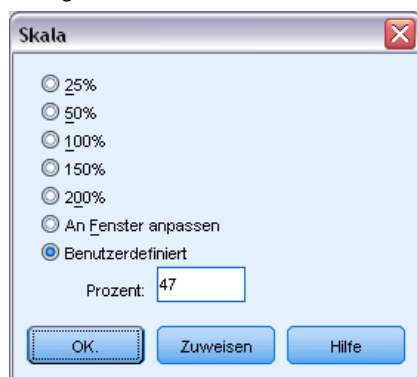 Skala
25%
50%
100%
150%
200%
An Fenster anpassen
Benutzerdefiniert
Prozent: 47
OK. Zuweisen Hilfe